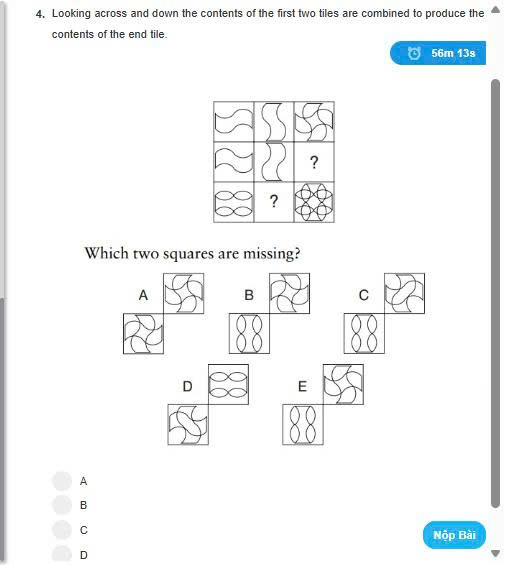 4. Looking across and down the contents of the first two tiles are combined to produce the
contents of the end tile.
56m 13s
?
?
Which two squares are missing?
A B C
D E
A
B
C
D
Nộp Bài